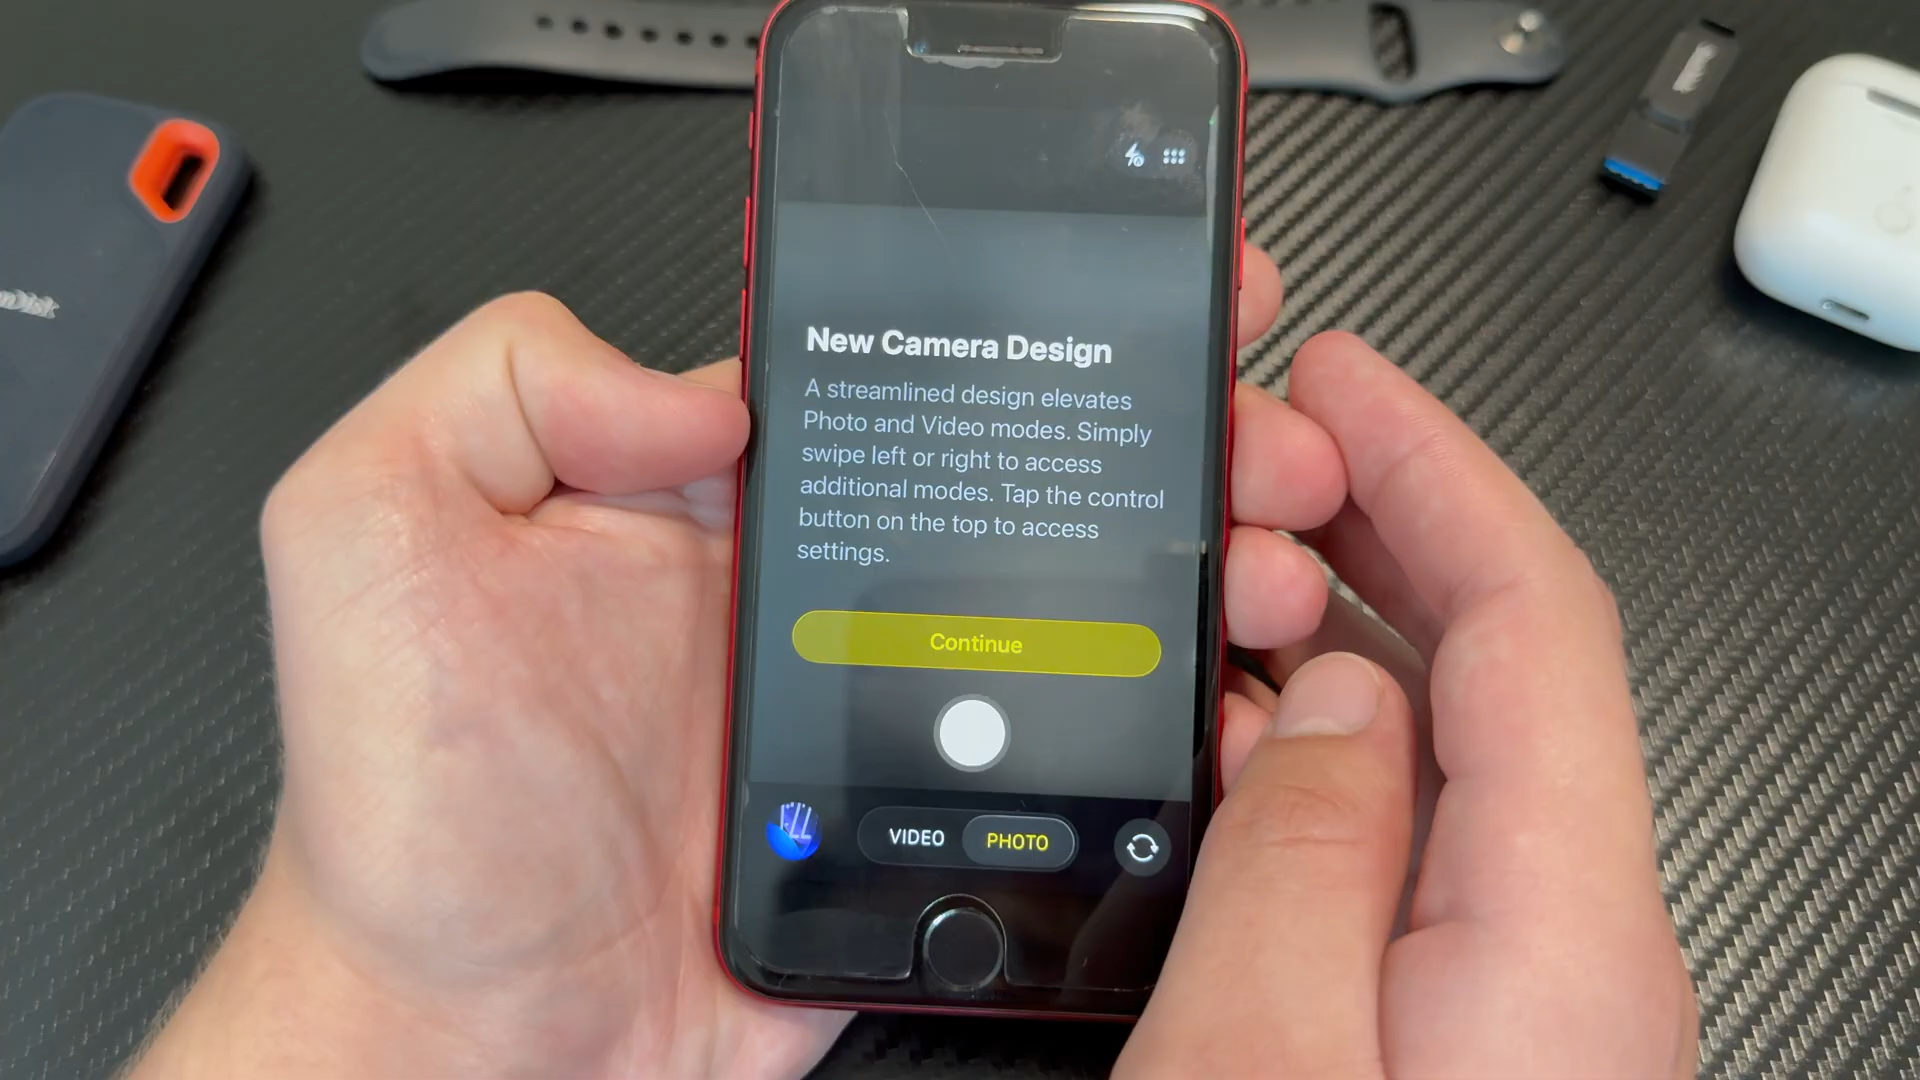 New Camera Design
A streamlined design elevates
Photo and Video modes. Simply
swipe left or right to access
additional modes. Tap the control
button on the top to access
settings.
Continue
VIDEO PHOTO